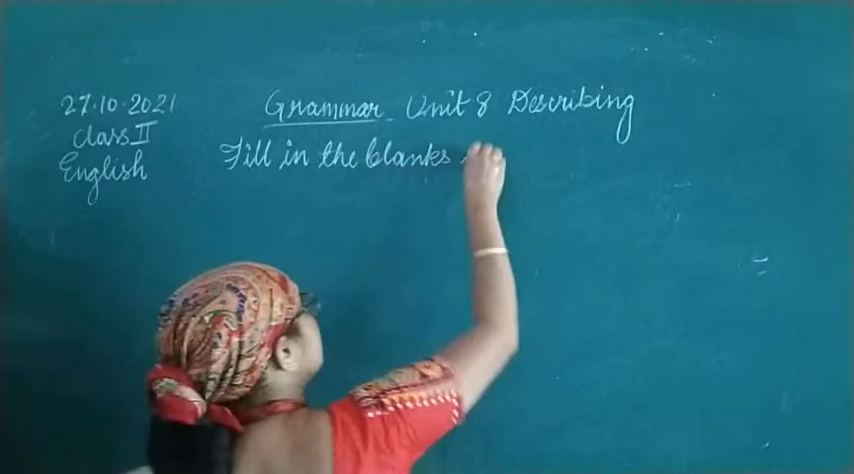 27.10.2021
Class II
English
Grammar - Unit 8 Describing
Fill in the blanks